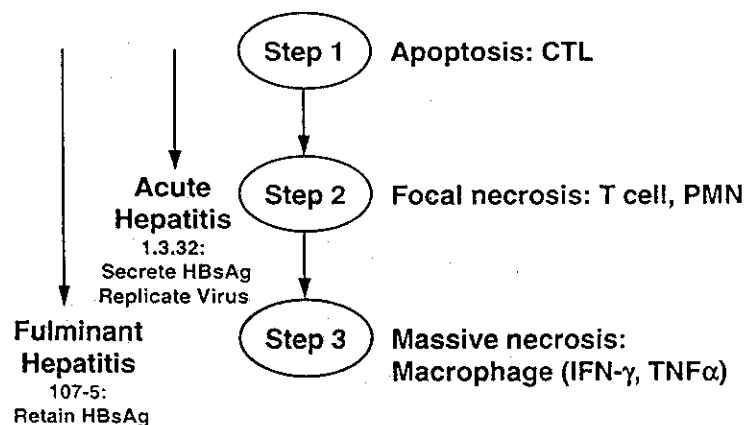 Step 1
Apoptosis: CTL
Step 2
Focal necrosis: T cell, PMN
Acute
Hepatitis
1.3.32:
Secrete HBsAg
Replicate Virus
Step 3
Massive necrosis:
Macrophage (IFN-γ, TNFα)
Fulminant
Hepatitis
107-5:
Retain HBsAg